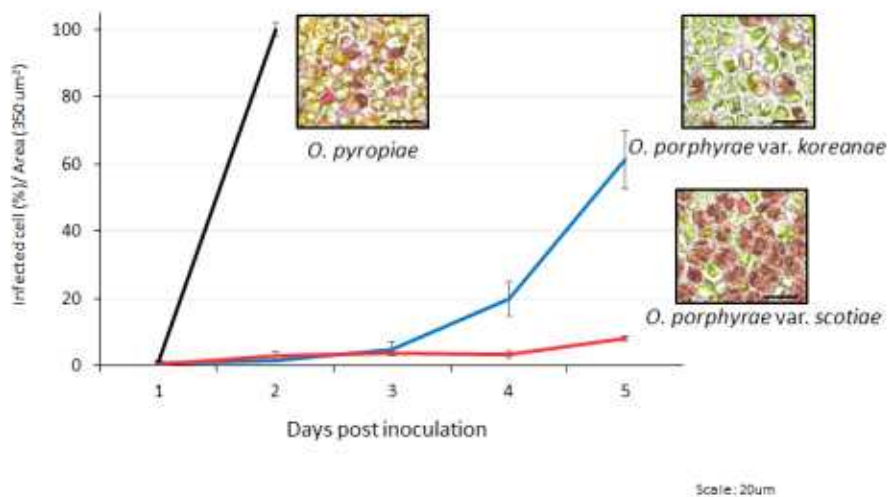 Infected cell (%)/ Area (350 um²)
100
80
60
40
20
0
1 2 3 4 5
Days post inoculation
O. pyropiae
O. porphyrae var. koreanae
O. porphyrae var. scotiae
Scale: 20um